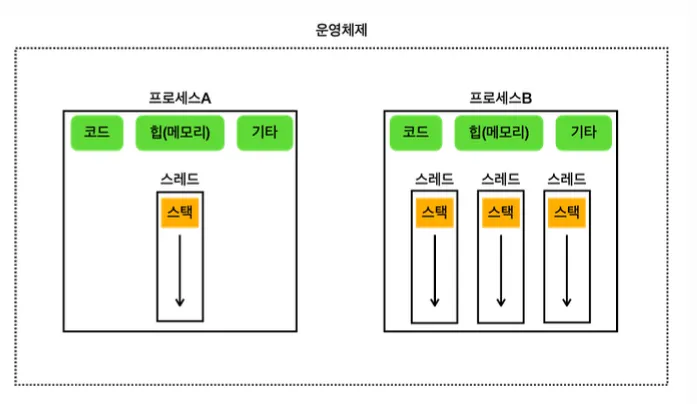 운영체제
프로세스A
코드 힙(메모리) 기타
스레드
스택
프로세스B
코드 힙(메모리) 기타
스레드 스레드 스레드
스택 스택 스택